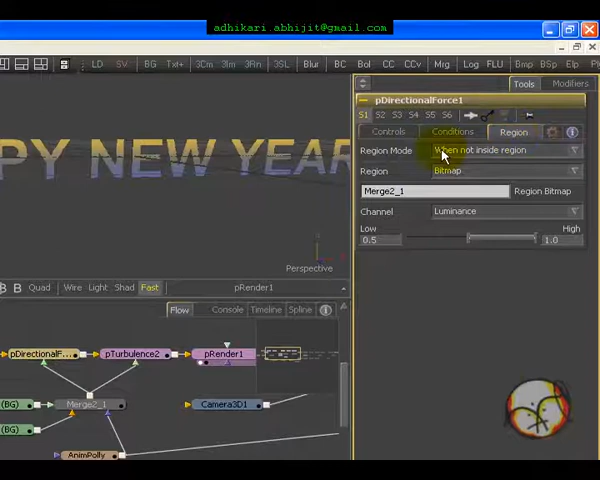 adhikari.abhijit@gmail.com
LD SV BG Txt+ 3Cm 3Im 3Rin 3SL Blur BC Bol CC CCv Mrg Log FLU Bmp Pl
Tools Modifiers
pDirectionalForce1
S1 S2 S3 S4 S5 S6
Controls Conditions Region
Region Mode When not inside region
Region Bitmap
Merge2_1 Region Bitmap
Channel Luminance
Low High
0.5 1.0
PY NEW YEAR
Perspective
B Quad Wire Light Shad Fast pRender1
Flow Console Timeline Spline
pDirectionalF... pTurbulence2 pRender1
(BG) Merge2_1 Camera3D1
(BG)
AnimPolly